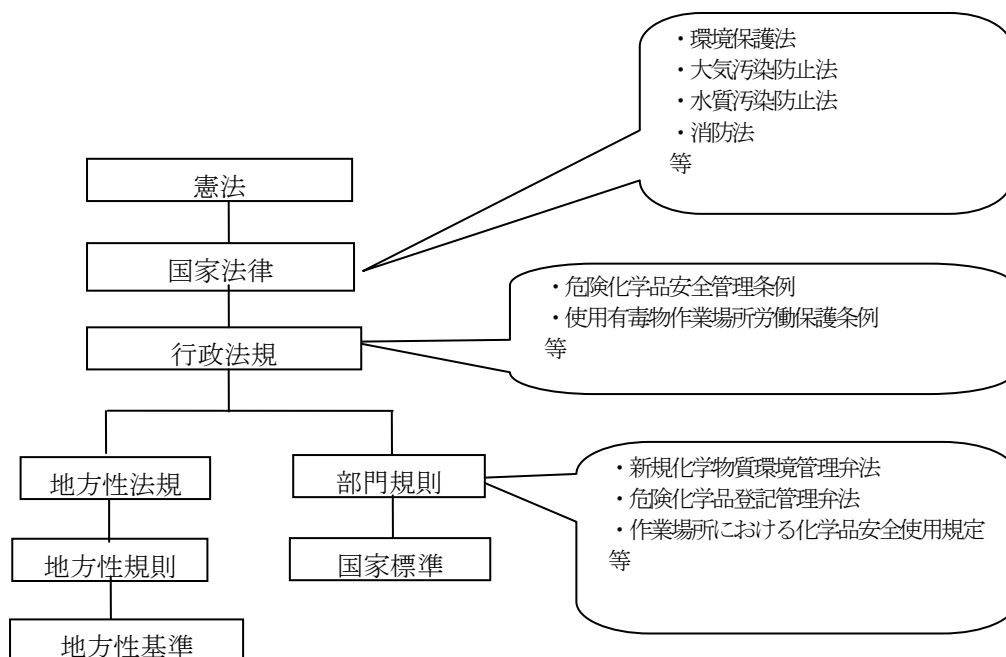 ・環境保護法
・大気汚染防止法
・水質汚染防止法
・消防法
等
憲法
国家法律
・危険化学品安全管理条例
・使用有毒物作業場所労働保護条例
等
行政法規
地方性法規
部門規則
・新規化学物質環境管理弁法
・危険化学品登記管理弁法
・作業場所における化学品安全使用規定
等
地方性規則
国家標準
地方性基準